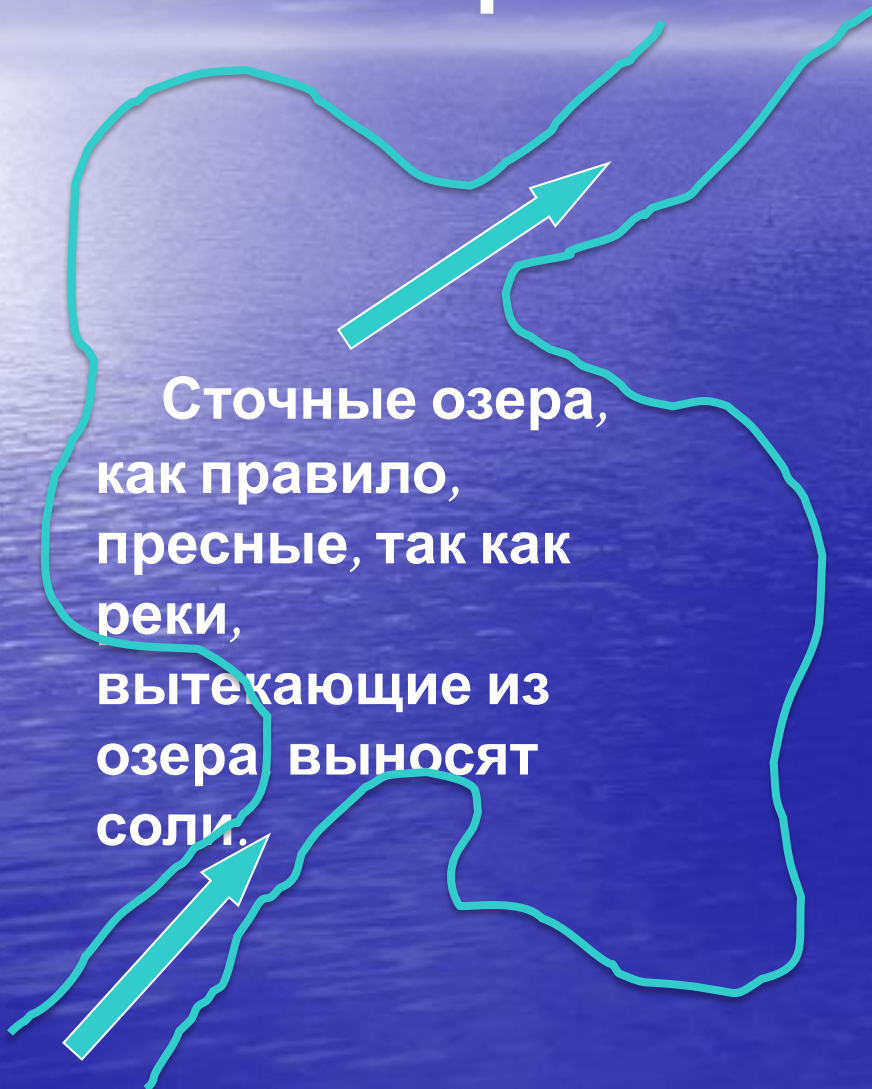 Сточные озера,
как правило,
пресные, так как
реки,
вытекающие из
озера, выносят
соли.